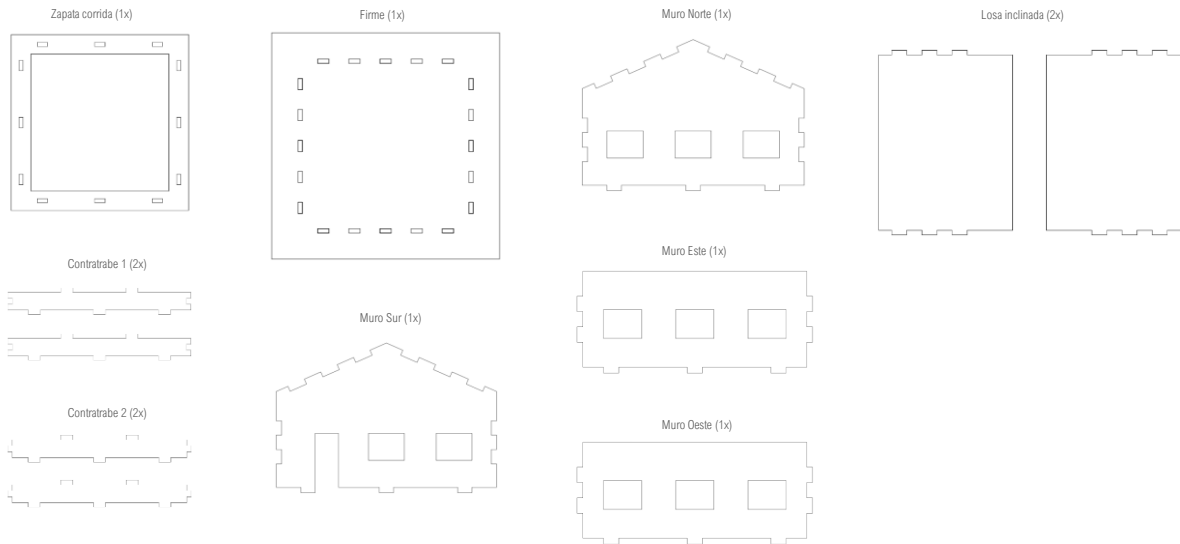 Zapata corrida (1x)
Firme (1x)
Muro Norte (1x)
Losa inclinada (2x)
Contratrabe 1 (2x)
Muro Este (1x)
Muro Sur (1x)
Contratrabe 2 (2x)
Muro Oeste (1x)